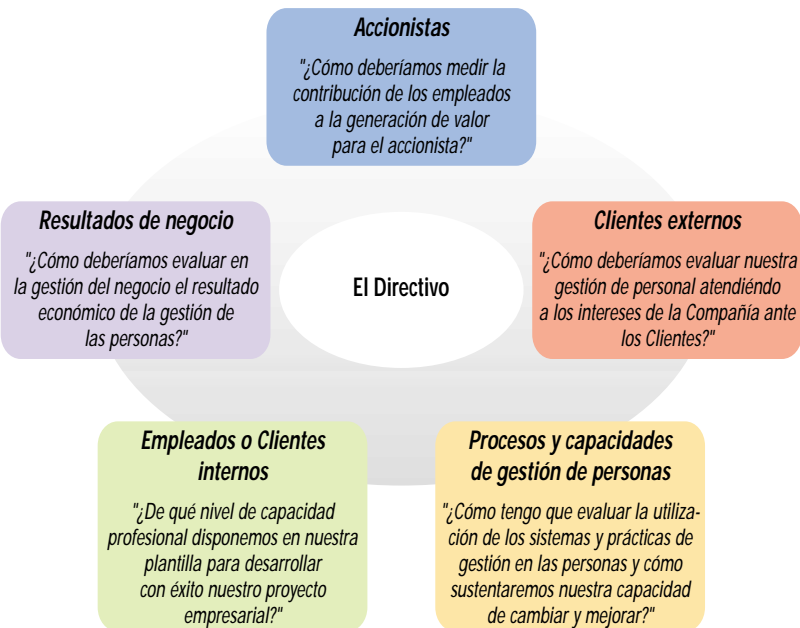 Accionistas
"¿Cómo deberíamos medir la
contribución de los empleados
a la generación de valor
para el accionista?"
Resultados de negocio
"¿Cómo deberíamos evaluar en
la gestión del negocio el resultado
económico de la gestión de
las personas?"
El Directivo
Clientes externos
"¿Cómo deberíamos evaluar nuestra
gestión de personal atendiéndo
a los intereses de la Compañía ante
los Clientes?"
Empleados o Clientes
internos
"¿De qué nivel de capacidad
profesional disponemos en nuestra
plantilla para desarrollar
con éxito nuestro proyecto
empresarial?"
Procesos y capacidades
de gestión de personas
"¿Cómo tengo que evaluar la utiliza-
ción de los sistemas y prácticas de
gestión en las personas y cómo
sustentaremos nuestra capacidad
de cambiar y mejorar?"